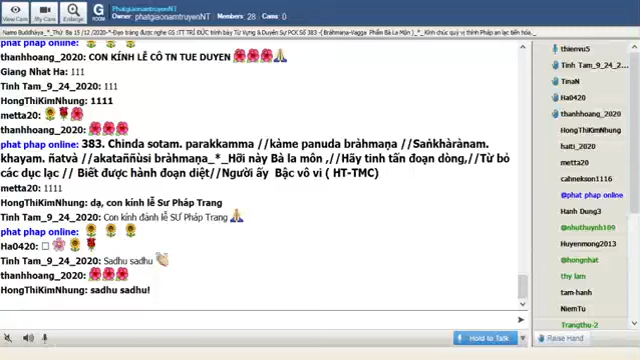 Room: phatgiaonamtruyenNT
Owner: phatgiaonamtruyenNT Members: 28 Cams: 0
View Cam My Cam Enlarge ROOM
phat phap online:
thanhhoang_2020: CON KÍNH LỄ CÔ TN TUE DUYEN
Giang Nhat Ha: 111
Tinh Tam_9_24_2020: 111
HongThiKimNhung: 1111
metta20:
thanhhoang_2020:
phat phap online: 383. Chinda sotam. parakkamma //kàme panuda bràhmaṇa //Saṅkhàrànam.
khayam. ñatvà //akataññùsi bràhmaṇa_*_Hỡi này Bà la môn ,//Hãy tinh tấn đoạn dòng,//Từ bỏ
các dục lạc // Biết được hành đoạn diệt//Người ấy Bậc vô vi ( HT-TMC)
metta20: 1111
HongThiKimNhung: dạ, con kính lễ Sư Pháp Trang
Tinh Tam_9_24_2020: Con kính đảnh lễ SƯ Pháp Trang
phat phap online:
Ha0420:
Tinh Tam_9_24_2020: Sadhu sadhu
thanhhoang_2020:
HongThiKimNhung: sadhu sadhu!
thienvu5
Tinh Tam_9_24_2020
TinaN
Ha0420
thanhhoang_2020
HongThiKimNhung
haiti_2020
metta20
cahnekson1116
@phat phap online
Hanh Dung3
@nhuthuynh109
Huyenmong2013
@hongnhat
thy lam
tam-hanh
NiemTu
Trangthu-2
Hold to Talk
Raise Hand